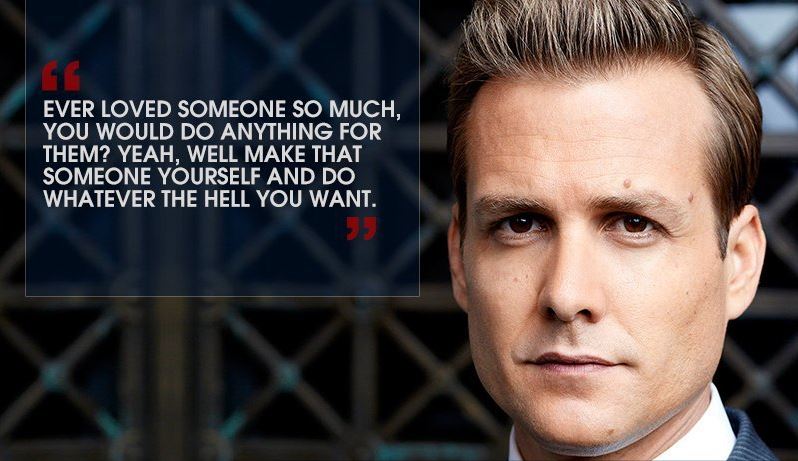 “
EVER LOVED SOMEONE SO MUCH,
YOU WOULD DO ANYTHING FOR
THEM? YEAH, WELL MAKE THAT
SOMEONE YOURSELF AND DO
WHATEVER THE HELL YOU WANT.
”